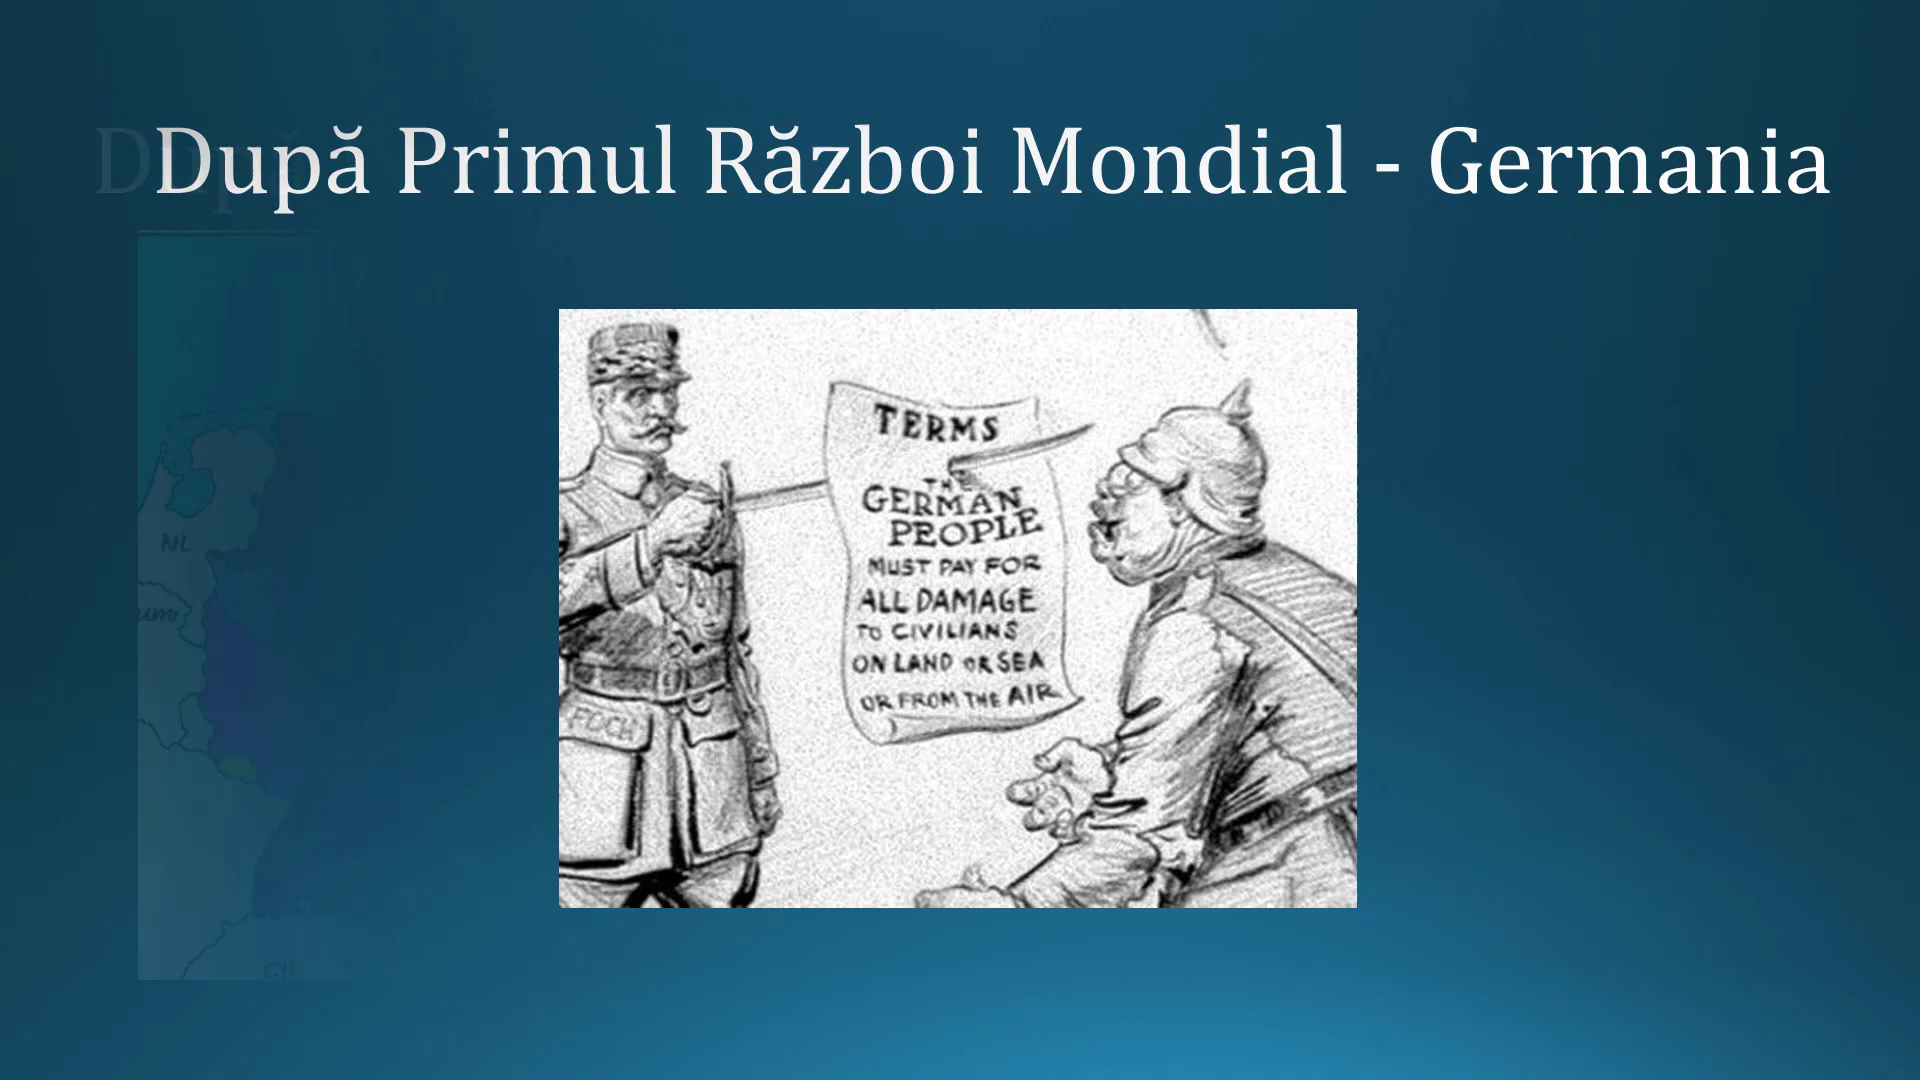 După Primul Război Mondial - Germania
TERMS
THE
GERMAN
PEOPLE
MUST PAY FOR
ALL DAMAGE
TO CIVILIANS
ON LAND OR SEA
OR FROM THE AIR
FOCH
NL